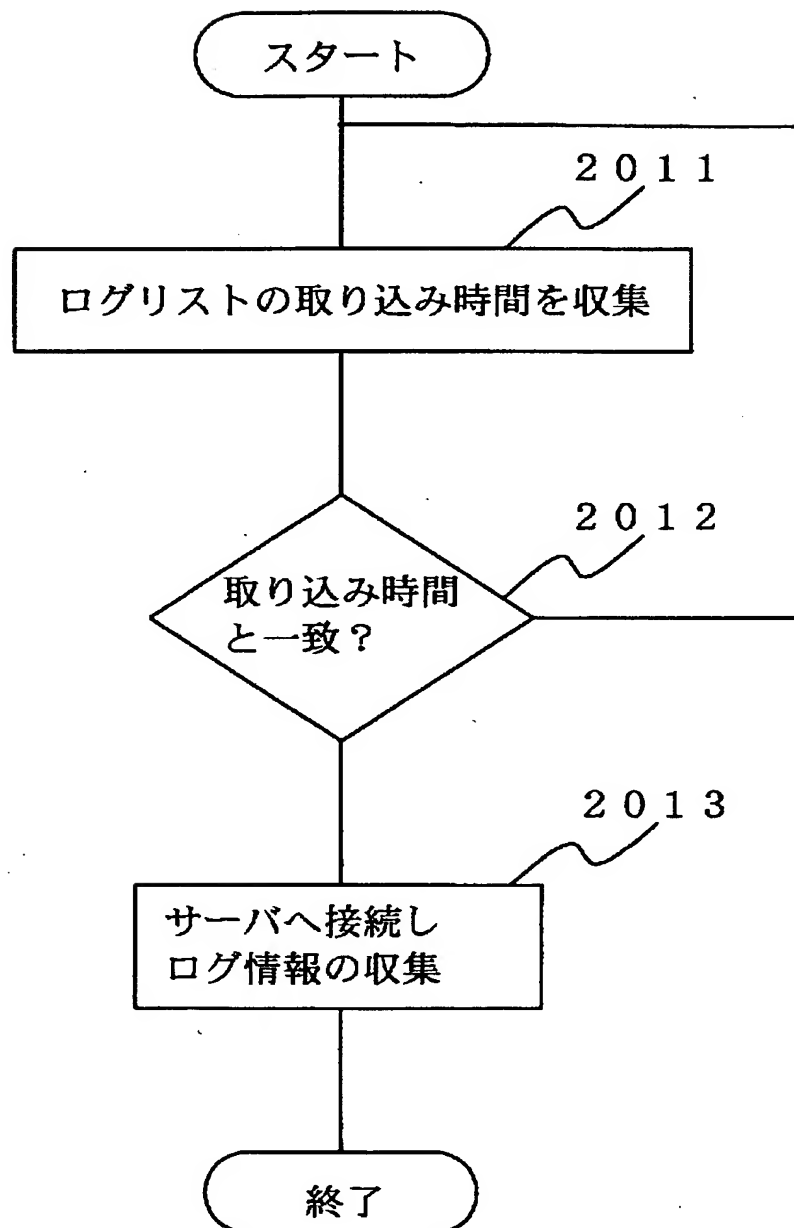 スタート
２０１１
ログリストの取り込み時間を収集
２０１２
取り込み時間
と一致？
２０１３
サーバへ接続し
ログ情報の収集
終了